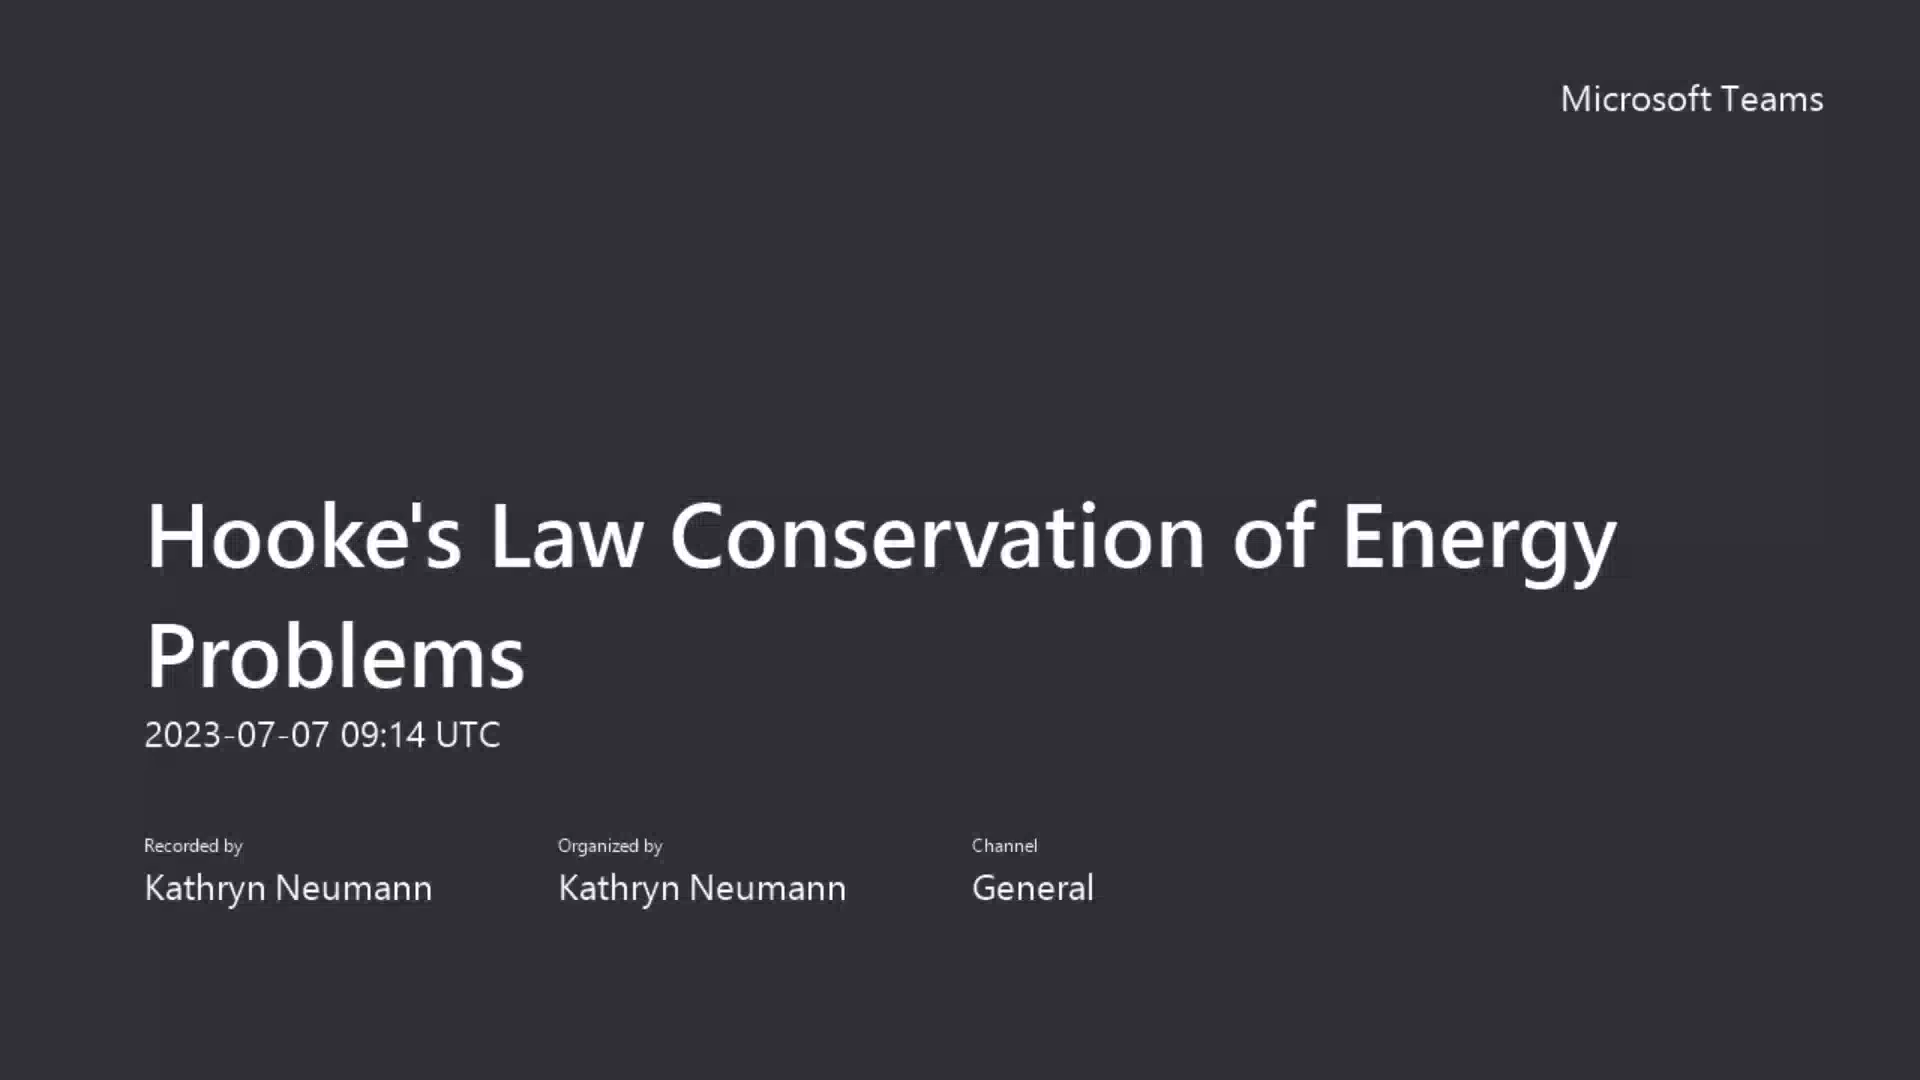 Microsoft Teams
Hooke's Law Conservation of Energy
Problems
2023-07-07 09:14 UTC
Recorded by
Kathryn Neumann
Organized by
Kathryn Neumann
Channel
General